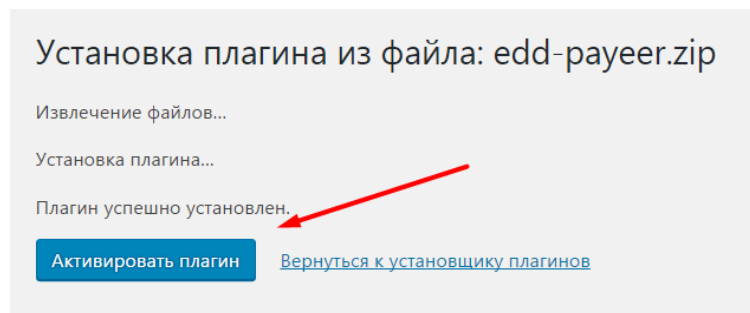 Установка плагина из файла: edd-payeer.zip
Извлечение файлов...
Установка плагина...
Плагин успешно установлен.
Активировать плагин Вернуться к установщику плагинов